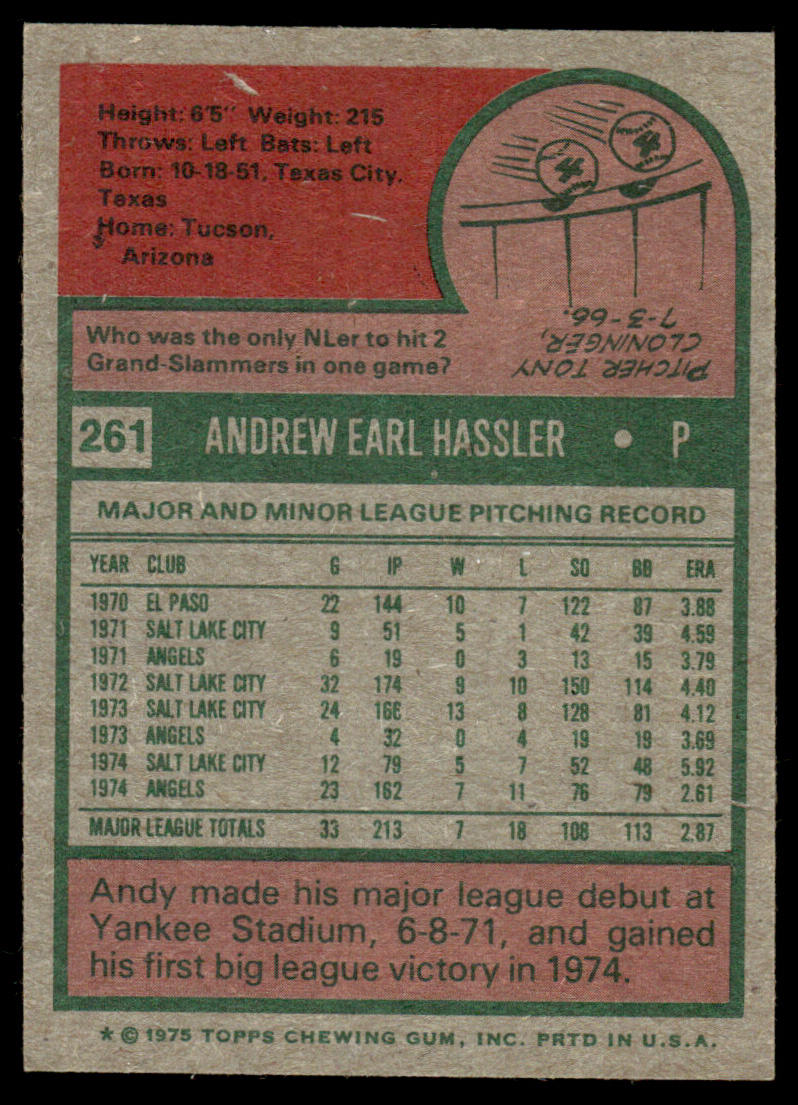 Height: 6'5" Weight: 215
Throws: Left Bats: Left
Born: 10-18-51, Texas City,
Texas
Home: Tucson,
Arizona
Who was the only NLer to hit 2
Grand-Slammers in one game?
PITCHER TONY
CLONINGER,
7-3-66.
261 ANDREW EARL HASSLER • P
MAJOR AND MINOR LEAGUE PITCHING RECORD
YEAR CLUB G IP W L SO BB ERA
1970 EL PASO 22 144 10 7 122 87 3.88
1971 SALT LAKE CITY 9 51 5 1 42 39 4.59
1971 ANGELS 6 19 0 3 13 15 3.79
1972 SALT LAKE CITY 32 174 9 10 150 114 4.40
1973 SALT LAKE CITY 24 166 13 8 128 81 4.12
1973 ANGELS 4 32 0 4 19 19 3.69
1974 SALT LAKE CITY 12 79 5 7 52 48 5.92
1974 ANGELS 23 162 7 11 76 79 2.61
MAJOR LEAGUE TOTALS 33 213 7 18 108 113 2.87
Andy made his major league debut at
Yankee Stadium, 6-8-71, and gained
his first big league victory in 1974.
* © 1975 TOPPS CHEWING GUM, INC. PRTD IN U.S.A.